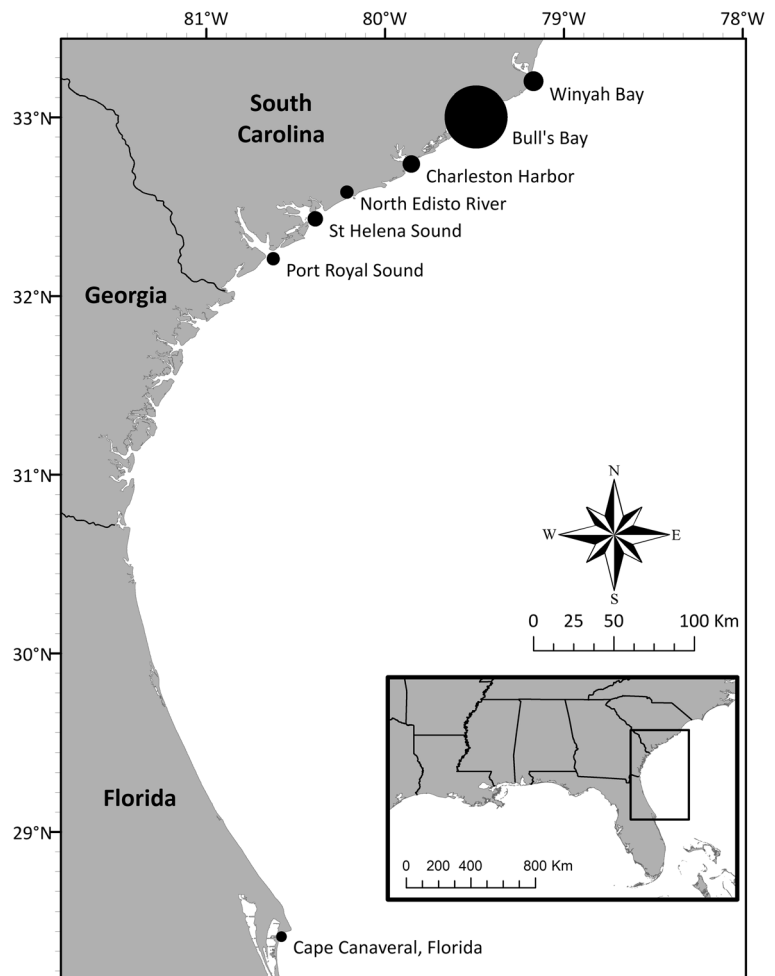 81°W 80°W 79°W 78°W
Winyah Bay
South
Carolina
33°N
Bull's Bay
Charleston Harbor
North Edisto River
St Helena Sound
Port Royal Sound
Georgia
32°N
31°N
N
W E
S
0 25 50 100 Km
30°N
Florida
29°N
0 200 400 800 Km
Cape Canaveral, Florida